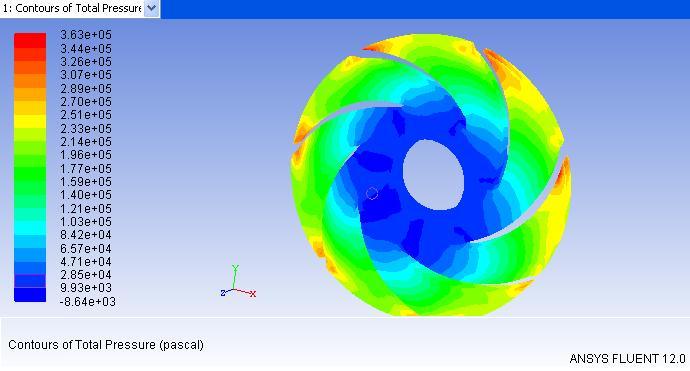 1: Contours of Total Pressure
3.63e+05
3.44e+05
3.26e+05
3.07e+05
2.89e+05
2.70e+05
2.51e+05
2.33e+05
2.14e+05
1.96e+05
1.77e+05
1.59e+05
1.40e+05
1.21e+05
1.03e+05
8.42e+04
6.57e+04
4.71e+04
2.85e+04
9.93e+03
-8.64e+03
Y
Z
X
Contours of Total Pressure (pascal)
ANSYS FLUENT 12.0